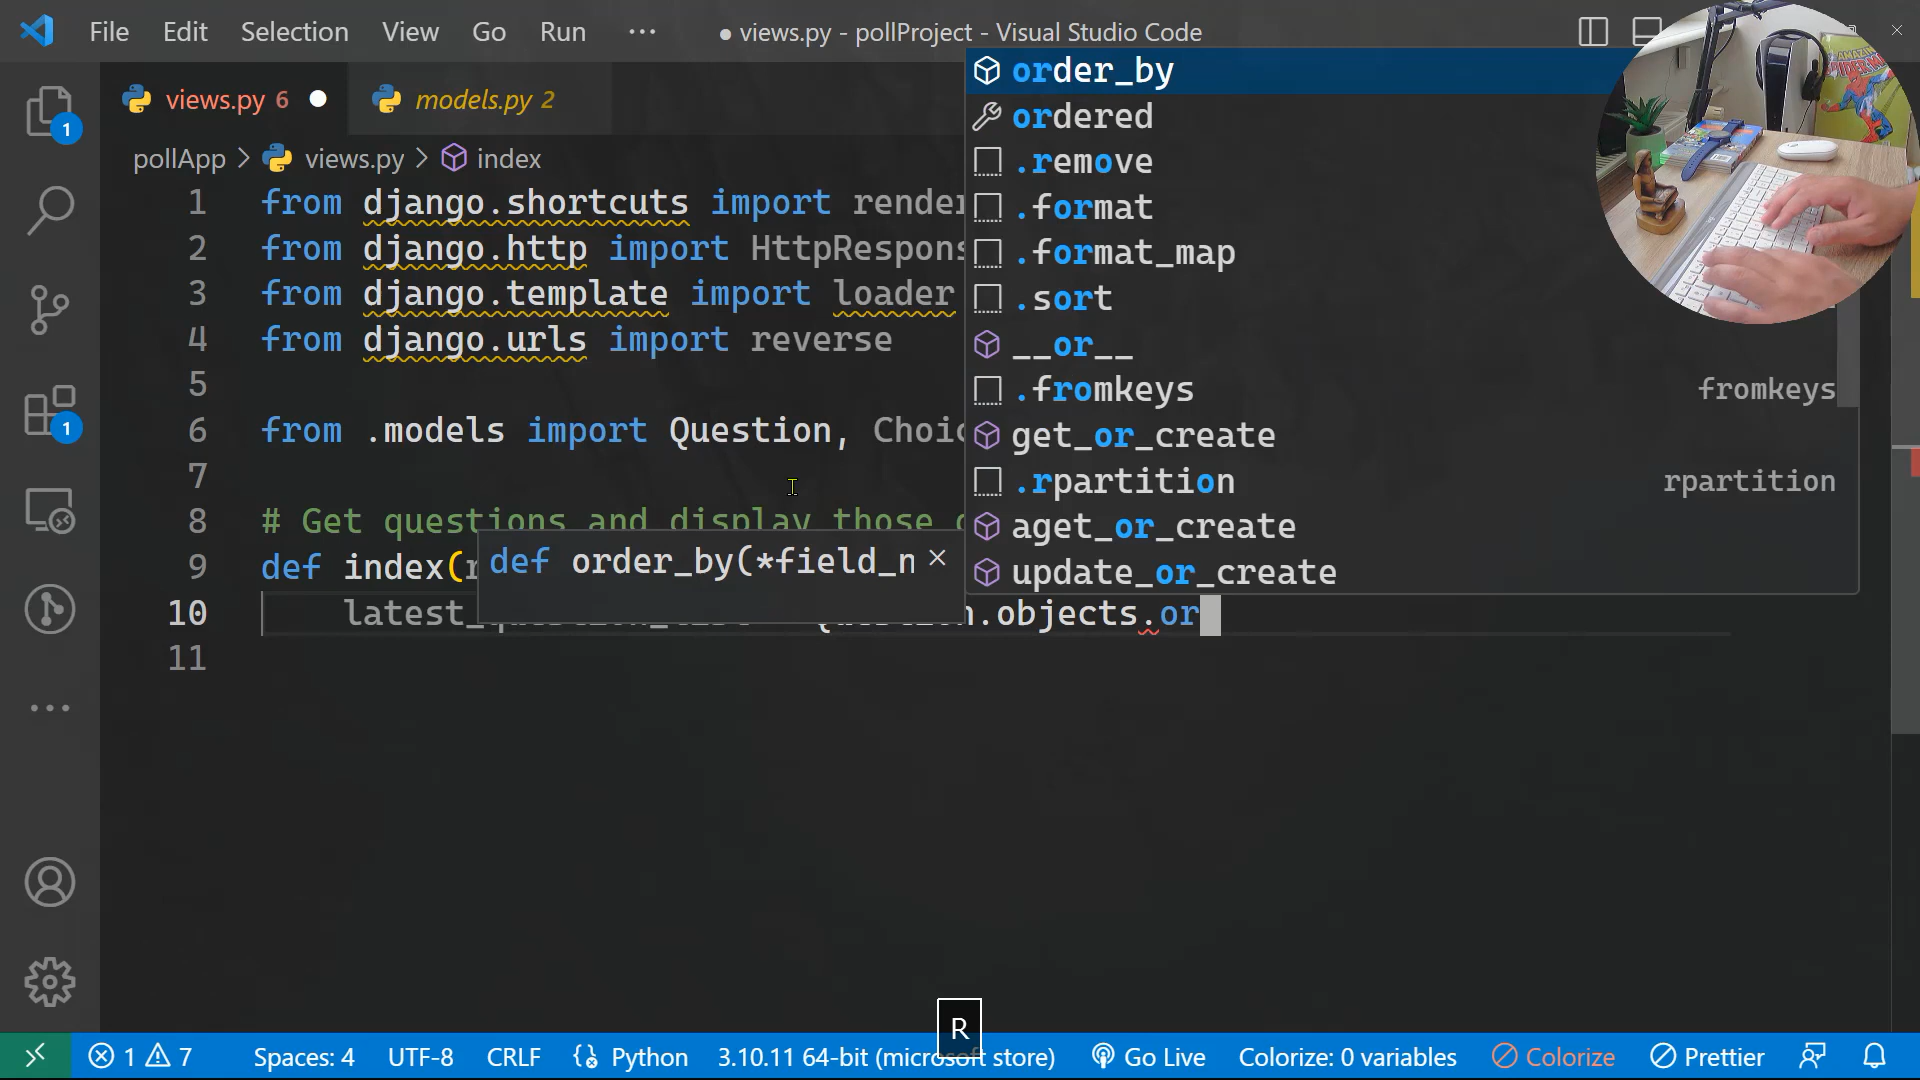 File Edit Selection View Go Run ··· ● views.py - pollProject - Visual Studio Code
views.py 6 ● models.py 2
pollApp > views.py > index
1 from django.shortcuts import render
2 from django.http import HttpRespons
3 from django.template import loader
4 from django.urls import reverse
5
6 from .models import Question, Choic
7
8 # Get questions and display those
9 def index(r
10 latest_ .objects.or
11
def order_by(*field_n ×
order_by
ordered
.remove
.format
.format_map
.sort
__or__
.fromkeys fromkeys
get_or_create
.rpartition rpartition
aget_or_create
update_or_create
AMAZING
SPIDER-MAN
1
1
R
1 7 Spaces: 4 UTF-8 CRLF Python 3.10.11 64-bit (microsoft store) Go Live Colorize: 0 variables Colorize Prettier